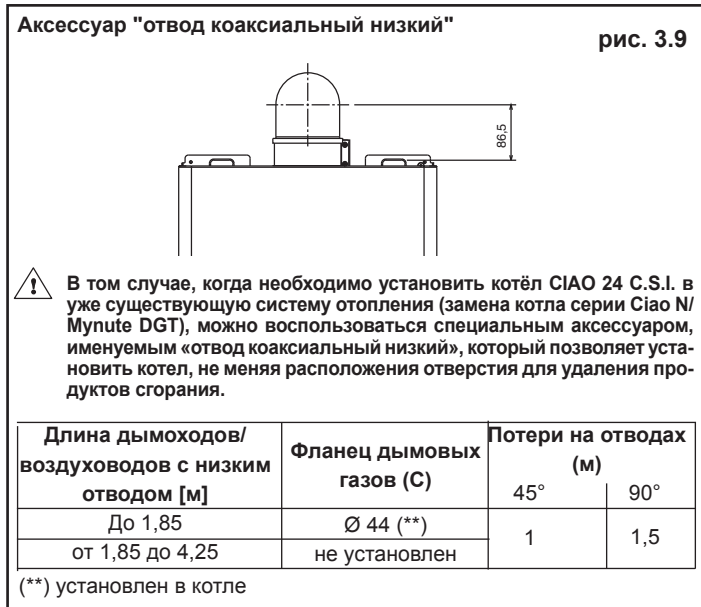 Аксессуар "отвод коаксиальный низкий"
рис. 3.9
86,5
В том случае, когда необходимо установить котёл CIAO 24 C.S.I. в
уже существующую систему отопления (замена котла серии Ciao N/
Mynute DGT), можно воспользоваться специальным аксессуаром,
именуемым «отвод коаксиальный низкий», который позволяет уста-
новить котел, не меняя расположения отверстия для удаления про-
дуктов сгорания.
Длина дымоходов/
воздуховодов с низким
отводом [м]
Фланец дымовых
газов (C)
Потери на отводах
(м)
45°
90°
До 1,85
Ø 44 (**)
1
1,5
от 1,85 до 4,25
не установлен
(**) установлен в котле